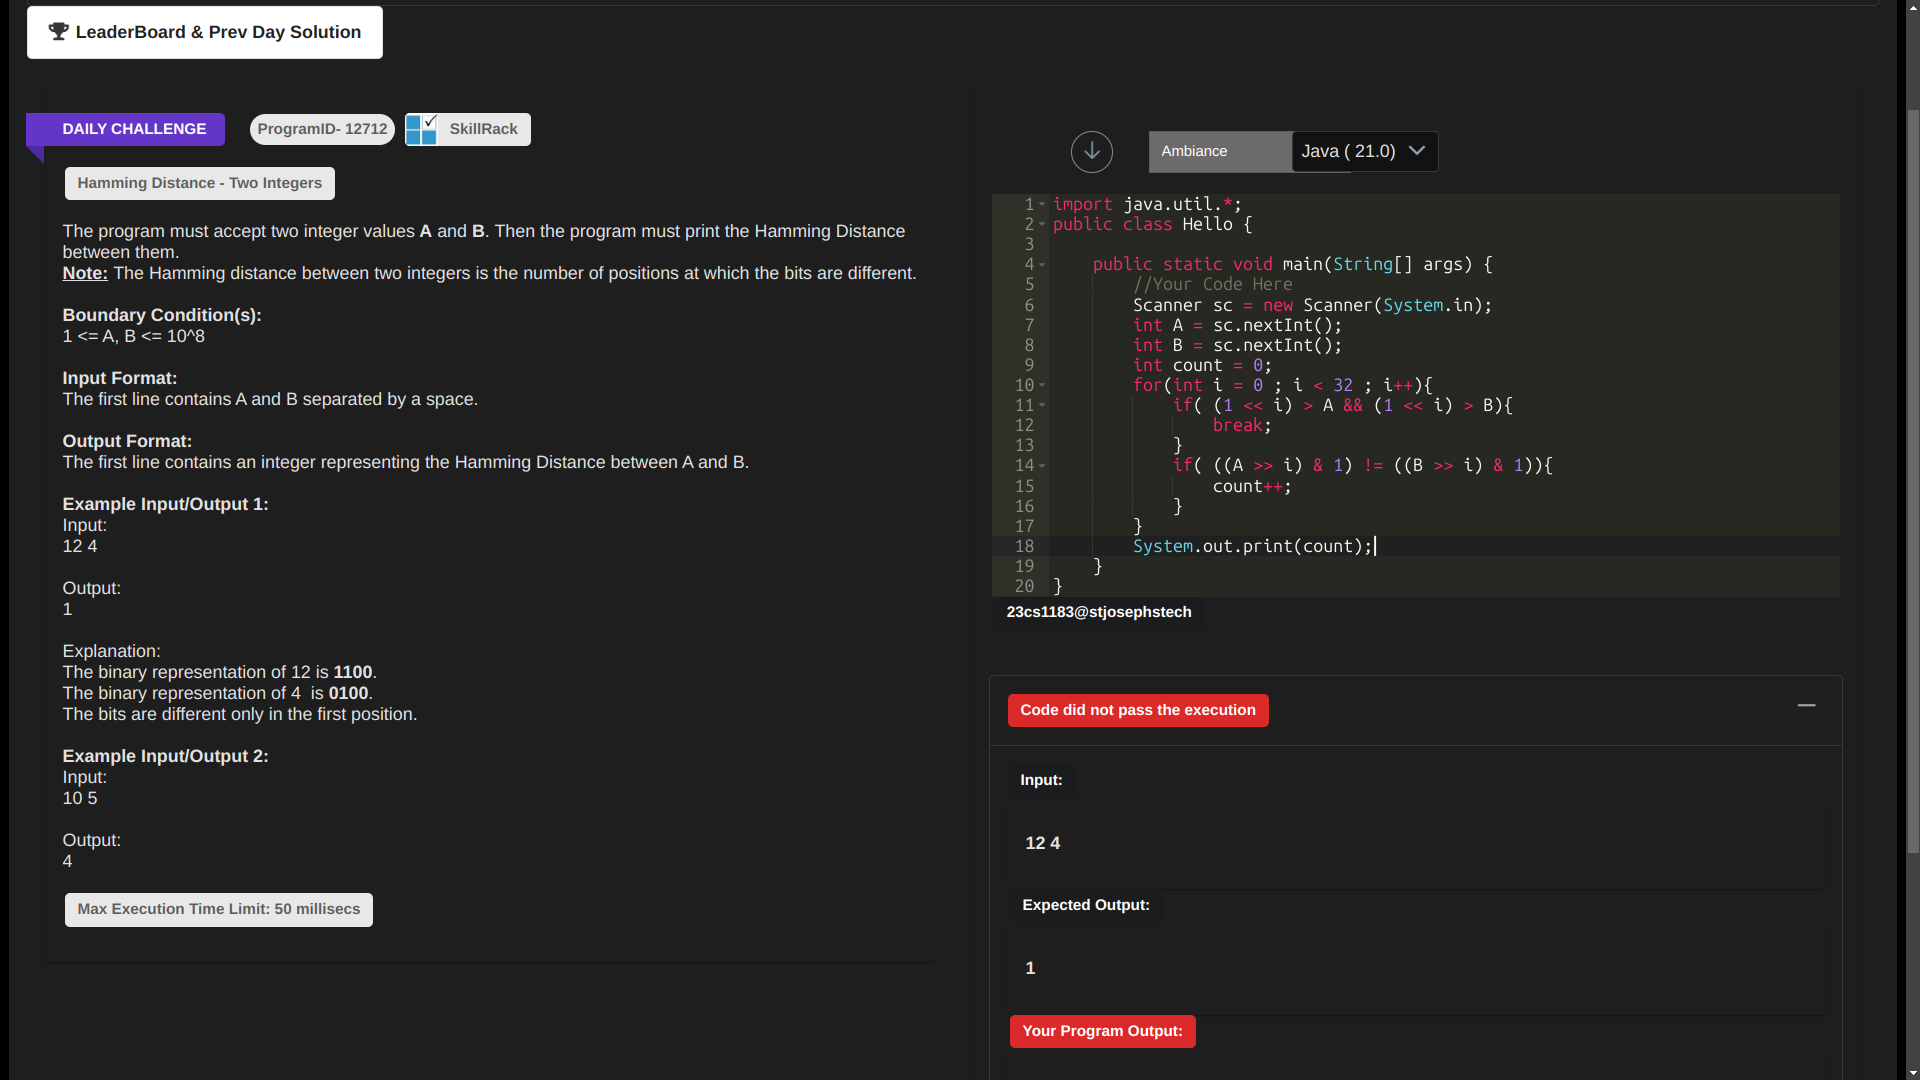 LeaderBoard & Prev Day Solution
DAILY CHALLENGE
ProgramID- 12712
SkillRack
Hamming Distance - Two Integers
The program must accept two integer values A and B. Then the program must print the Hamming Distance
between them.
Note: The Hamming distance between two integers is the number of positions at which the bits are different.
Boundary Condition(s):
1 <= A, B <= 10^8
Input Format:
The first line contains A and B separated by a space.
Output Format:
The first line contains an integer representing the Hamming Distance between A and B.
Example Input/Output 1:
Input:
12 4
Output:
1
Explanation:
The binary representation of 12 is 1100.
The binary representation of 4  is 0100.
The bits are different only in the first position.
Example Input/Output 2:
Input:
10 5
Output:
4
Max Execution Time Limit: 50 millisecs
Ambiance
Java ( 21.0)
1 import java.util.*;
2 public class Hello {
3
4     public static void main(String[] args) {
5         //Your Code Here
6         Scanner sc = new Scanner(System.in);
7         int A = sc.nextInt();
8         int B = sc.nextInt();
9         int count = 0;
10         for(int i = 0 ; i < 32 ; i++){
11             if( (1 << i) > A && (1 << i) > B){
12                 break;
13             }
14             if( ((A >> i) & 1) != ((B >> i) & 1)){
15                 count++;
16             }
17         }
18         System.out.print(count);
19     }
20 }
23cs1183@stjosephstech
Code did not pass the execution
Input:
12 4
Expected Output:
1
Your Program Output: